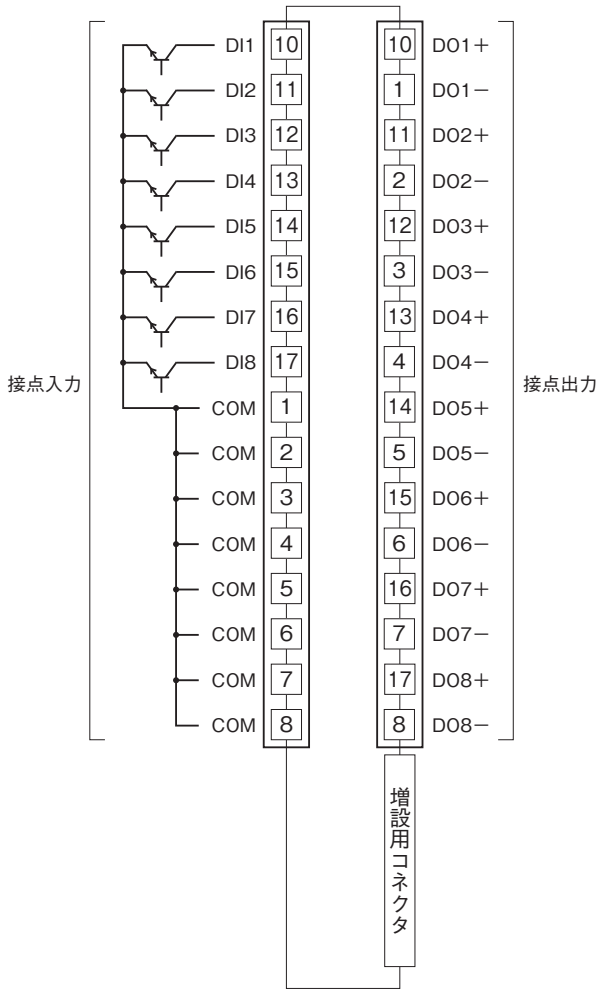 DI1 10 10 DO1+
DI2 11 1 DO1−
DI3 12 11 DO2+
DI4 13 2 DO2−
DI5 14 12 DO3+
DI6 15 3 DO3−
DI7 16 13 DO4+
DI8 17 4 DO4−
接点入力 接点出力
COM 1 14 DO5+
COM 2 5 DO5−
COM 3 15 DO6+
COM 4 6 DO6−
COM 5 16 DO7+
COM 6 7 DO7−
COM 7 17 DO8+
COM 8 8 DO8−
増設用コネクタ